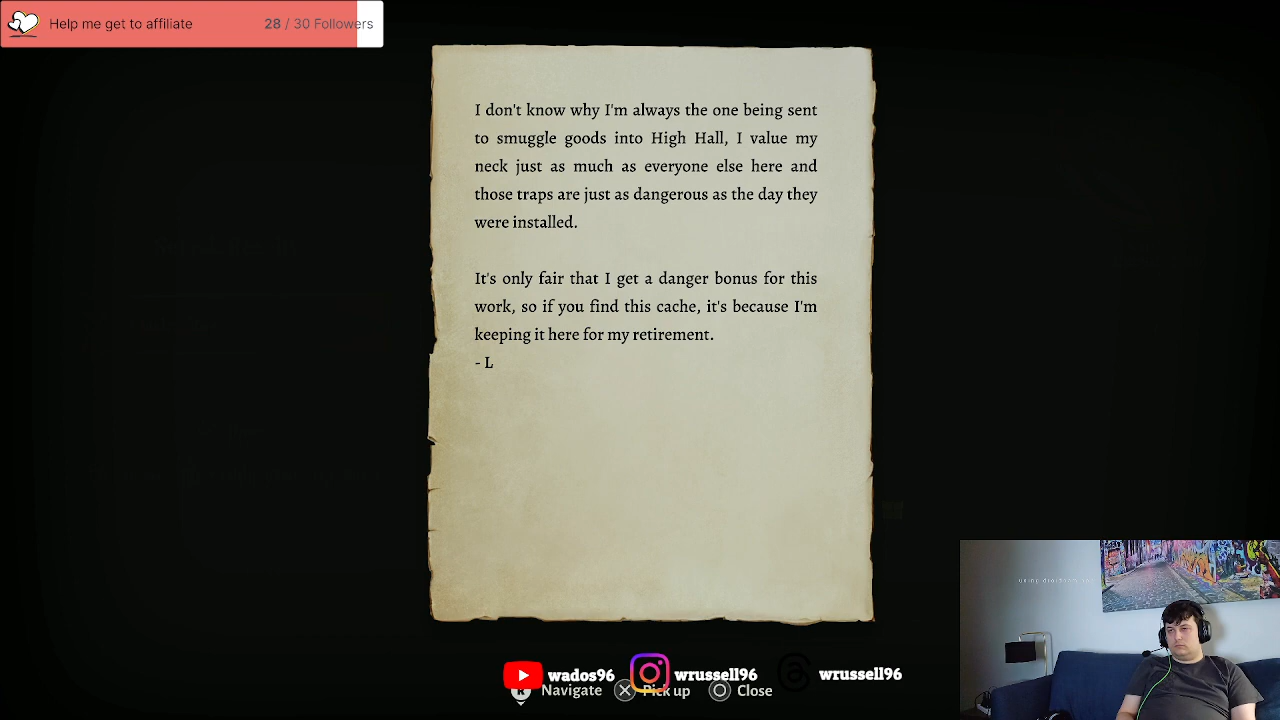 Help me get to affiliate 28 / 30 Followers
I don't know why I'm always the one being sent
to smuggle goods into High Hall, I value my
neck just as much as everyone else here and
those traps are just as dangerous as the day they
were installed.
It's only fair that I get a danger bonus for this
work, so if you find this cache, it's because I'm
keeping it here for my retirement.
- L
wados96 wrussell96 wrussell96
R Navigate Pick up Close